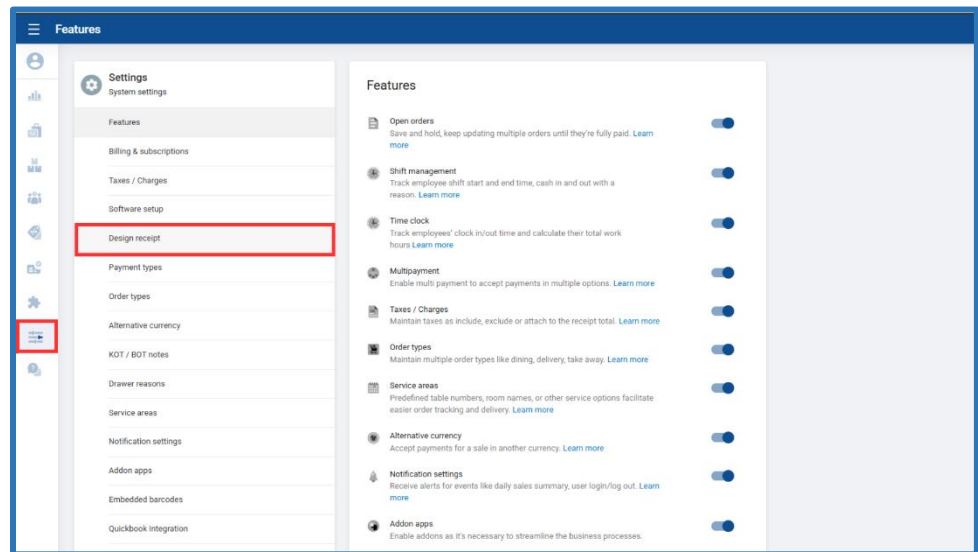 Features
Settings
System settings
Features
Billing & subscriptions
Taxes / Charges
Software setup
Design receipt
Payment types
Order types
Alternative currency
KOT / BOT notes
Drawer reasons
Service areas
Notification settings
Addon apps
Embedded barcodes
Quickbook Integration
Features
Open orders
Save and hold, keep updating multiple orders until they're fully paid. Learn
more
Shift management
Track employee shift start and end time, cash in and out with a
reason. Learn more
Time clock
Track employees' clock in/out time and calculate their total work
hours Learn more
Multipayment
Enable multi payment to accept payments in multiple options. Learn more
Taxes / Charges
Maintain taxes as include, exclude or attach to the receipt total. Learn more
Order types
Maintain multiple order types like dining, delivery, take away. Learn more
Service areas
Predefined table numbers, room names, or other service options facilitate
easier order tracking and delivery. Learn more
Alternative currency
Accept payments for a sale in another currency. Learn more
Notification settings
Receive alerts for events like daily sales summary, user login/log out. Learn
more
Addon apps
Enable addons as it's necessary to streamline the business processes.